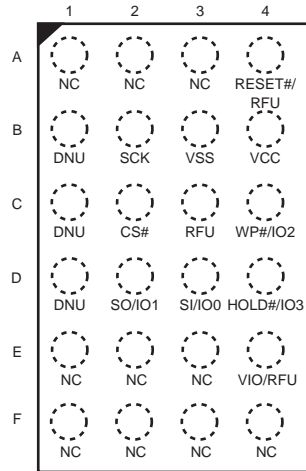 1 2 3 4
A
NC NC NC RESET#/
RFU
B
DNU SCK VSS VCC
C
DNU CS# RFU WP#/IO2
D
DNU SO/IO1 SI/IO0 HOLD#/IO3
E
NC NC NC VIO/RFU
F
NC NC NC NC